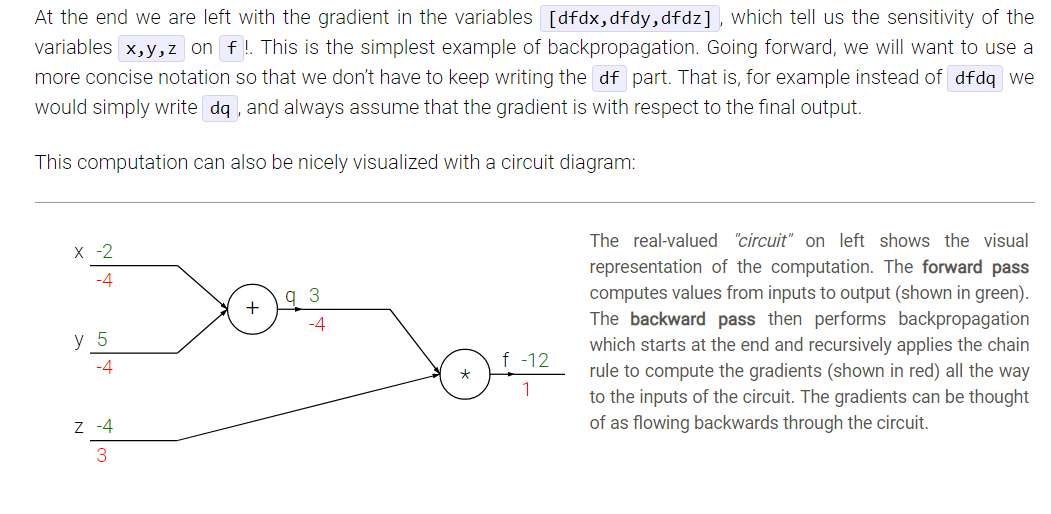 At the end we are left with the gradient in the variables [dfdx,dfdy,dfdz] , which tell us the sensitivity of the
variables x,y,z on f !. This is the simplest example of backpropagation. Going forward, we will want to use a
more concise notation so that we don't have to keep writing the df part. That is, for example instead of dfdq we
would simply write dq , and always assume that the gradient is with respect to the final output.
This computation can also be nicely visualized with a circuit diagram:
x -2
-4
y 5
-4
z -4
3
+
q 3
-4
*
f -12
1
The real-valued "circuit" on left shows the visual
representation of the computation. The forward pass
computes values from inputs to output (shown in green).
The backward pass then performs backpropagation
which starts at the end and recursively applies the chain
rule to compute the gradients (shown in red) all the way
to the inputs of the circuit. The gradients can be thought
of as flowing backwards through the circuit.